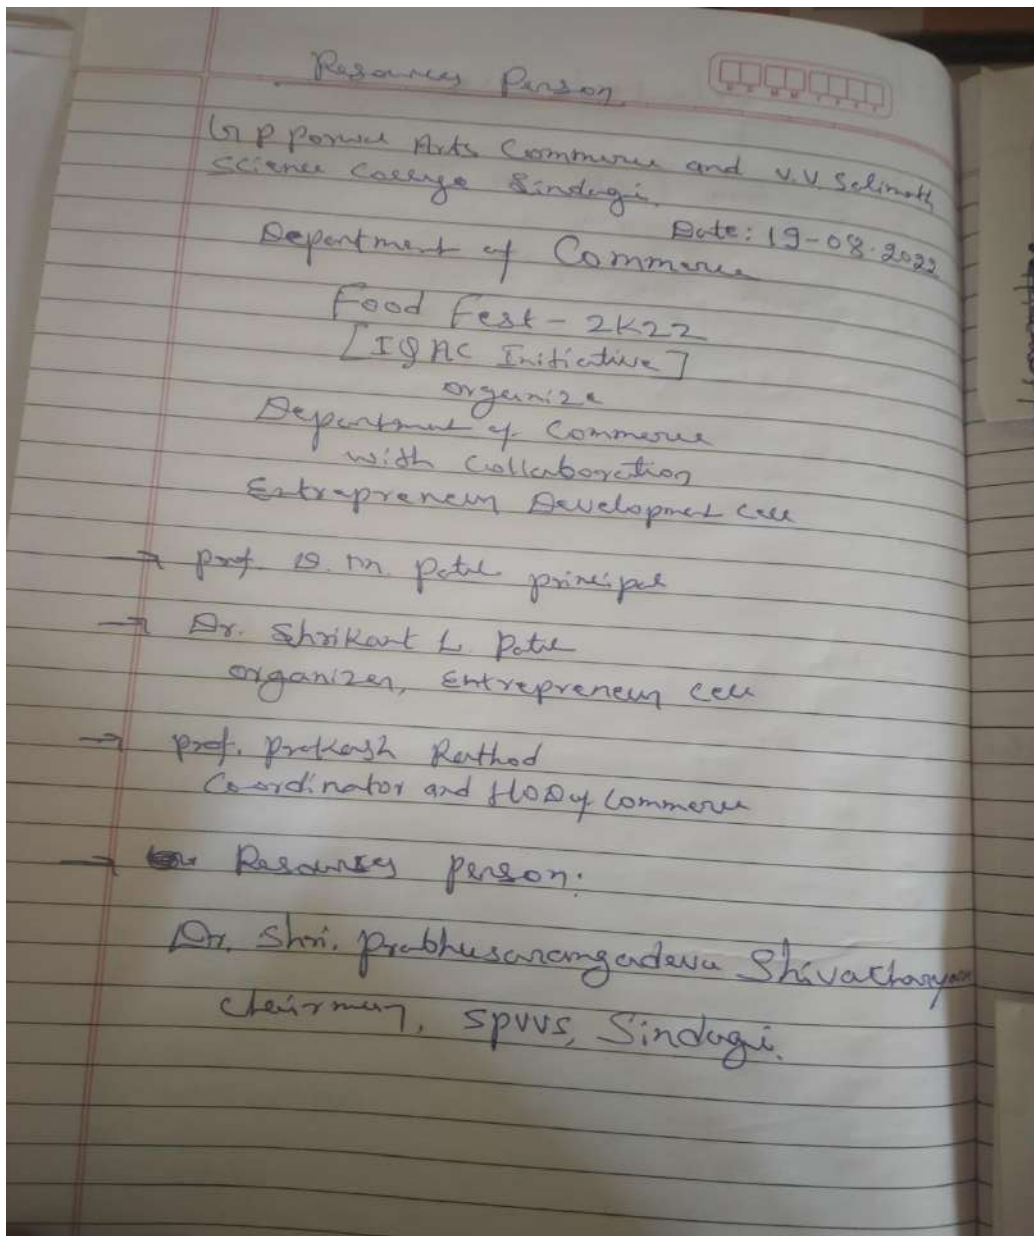 Resources Person
G P Porwal Arts Commerce and V.V. Salimath
Science College Sindagi.
Date: 19-08-2022
Department of Commerce
Food Fest - 2K22
[IQAC Initiative]
organize
Department of Commerce
with Collaboration
Entrepreneur Development Cell
→ prof. D. M. Patil principal
→ Dr. Shrikant L. Patil
organizer, Entrepreneur Cell
→ prof. Prakash Rathod
Coordinator and HOD of Commerce
→ Resources person:
Dr. Shri. Prabhusarangadeva Shivacharya
Chairman, SPVVS, Sindagi.